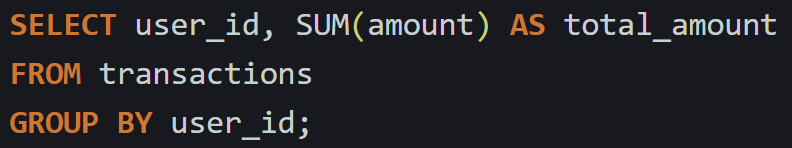 SELECT user_id, SUM(amount) AS total_amount
FROM transactions
GROUP BY user_id;